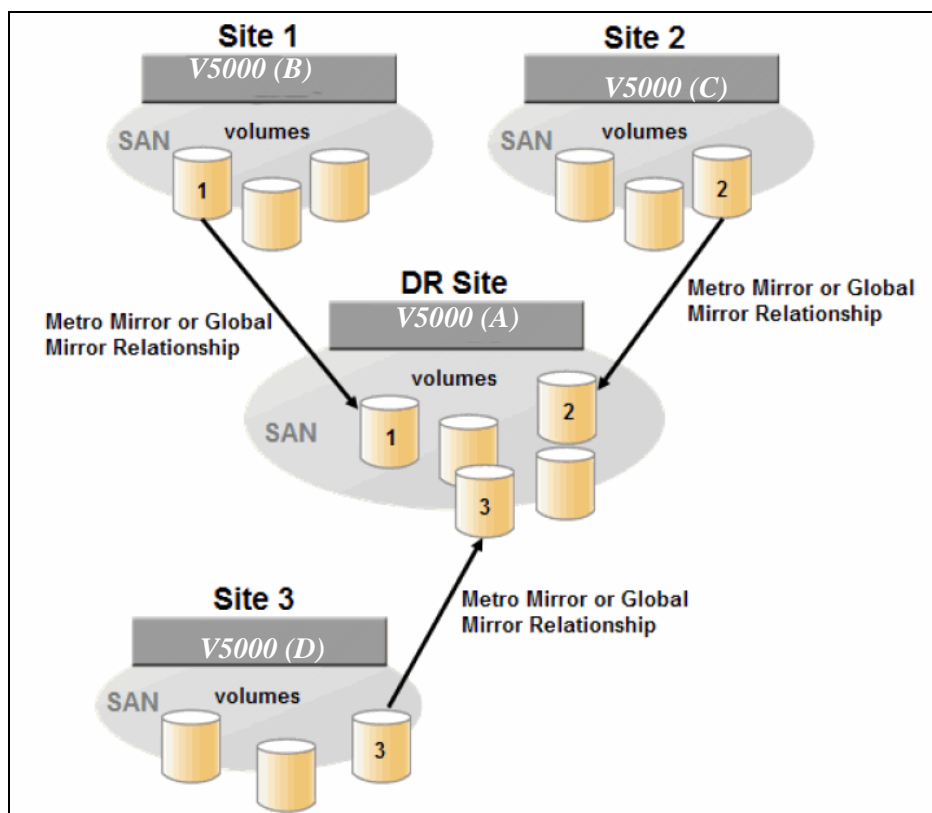 Site 1
V5000 (B)
SAN
volumes
1
Site 2
V5000 (C)
SAN
volumes
2
Metro Mirror or Global
Mirror Relationship
Metro Mirror or Global
Mirror Relationship
DR Site
V5000 (A)
volumes
SAN
1
2
3
Metro Mirror or Global
Mirror Relationship
Site 3
V5000 (D)
SAN
volumes
3